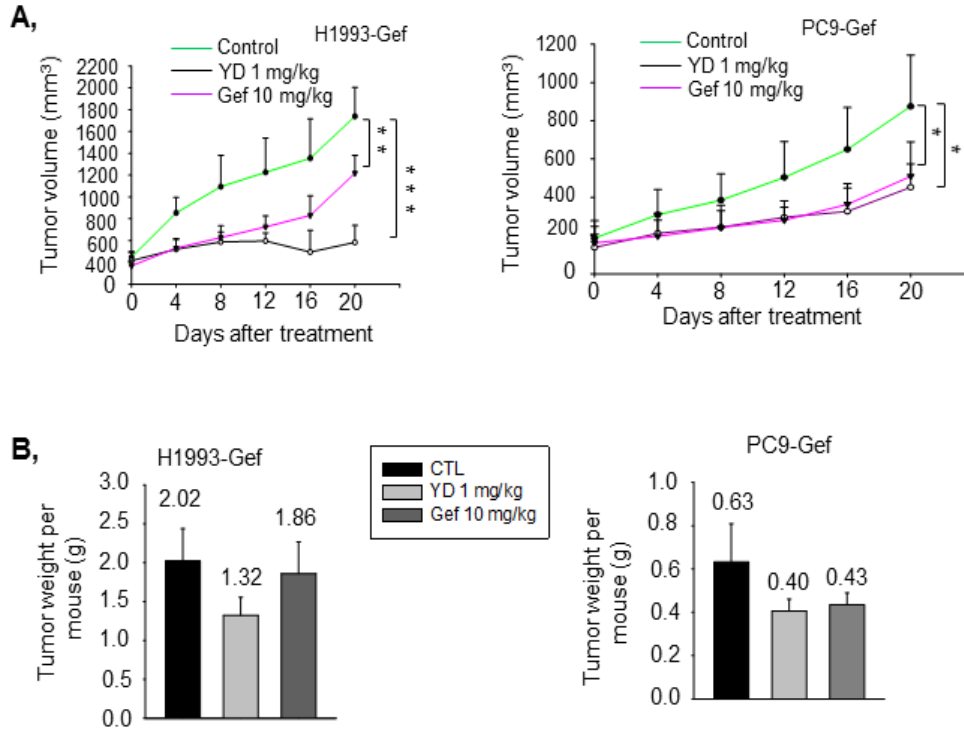 A,
H1993-Gef
Control
YD 1 mg/kg
Gef 10 mg/kg
Tumor volume (mm³)
2200
2000
1800
1600
1400
1200
1000
800
600
400
0 4 8 12 16 20
Days after treatment
* *
* * *
PC9-Gef
Control
YD 1 mg/kg
Gef 10 mg/kg
Tumor volume (mm³)
1200
1000
800
600
400
200
0
0 4 8 12 16 20
Days after treatment
*
*
B,
H1993-Gef
Tumor weight per
mouse (g)
3.0
2.5
2.0
1.5
1.0
0.5
0.0
2.02
1.32
1.86
CTL
YD 1 mg/kg
Gef 10 mg/kg
PC9-Gef
Tumor weight per
mouse (g)
1.0
0.8
0.6
0.4
0.2
0.0
0.63
0.40
0.43